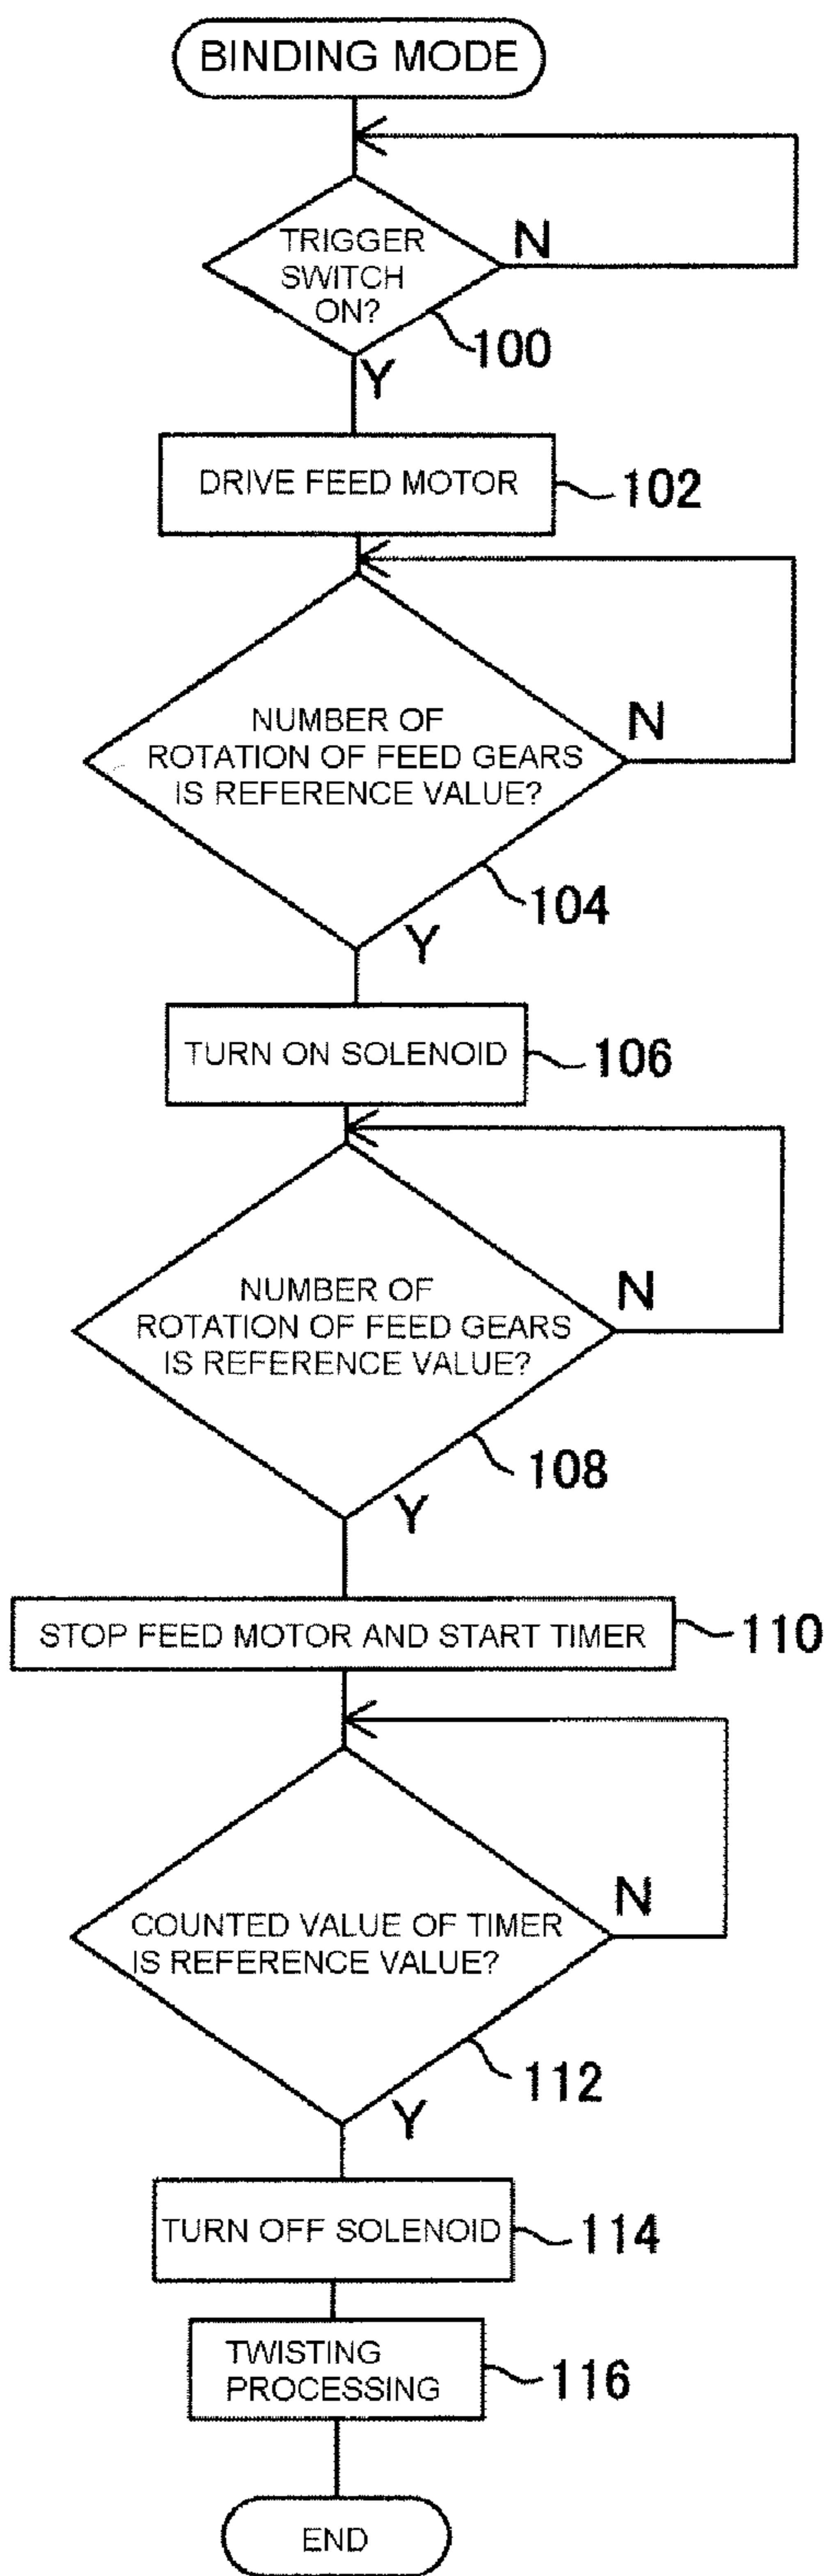 BINDING MODE
TRIGGER
SWITCH
ON?
N
100
Y
DRIVE FEED MOTOR
102
NUMBER OF
ROTATION OF FEED GEARS
IS REFERENCE VALUE?
N
104
Y
TURN ON SOLENOID
106
NUMBER OF
ROTATION OF FEED GEARS
IS REFERENCE VALUE?
N
108
Y
STOP FEED MOTOR AND START TIMER
110
COUNTED VALUE OF TIMER
IS REFERENCE VALUE?
N
112
Y
TURN OFF SOLENOID
114
TWISTING
PROCESSING
116
END